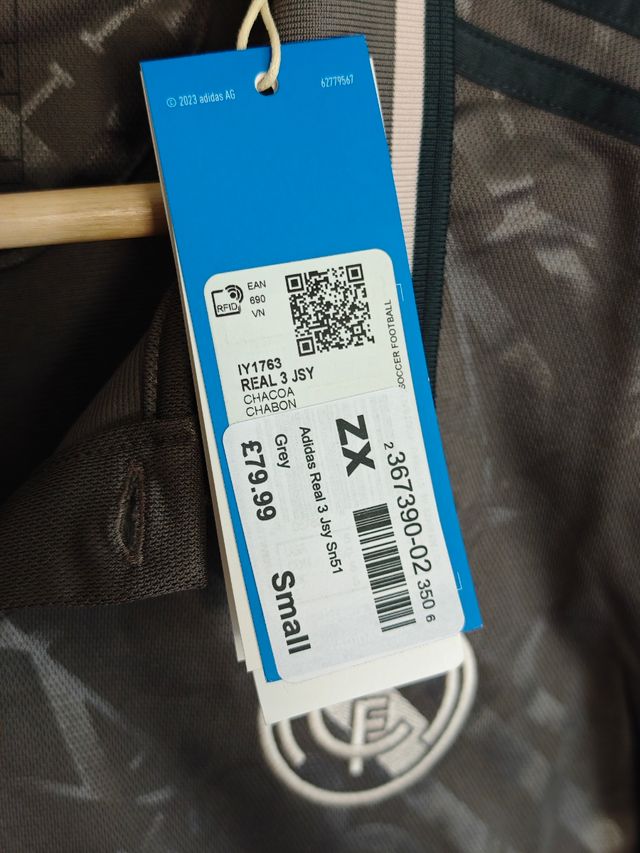 © 2023 adidas AG
62779567
RFID
EAN
690
VN
IY1763
REAL 3 JSY
CHACOA
CHABON
SOCCER FOOTBALL
ZX
2 367390-02 350 6
Adidas Real 3 Jsy Sn51
Grey
£79.99
Small